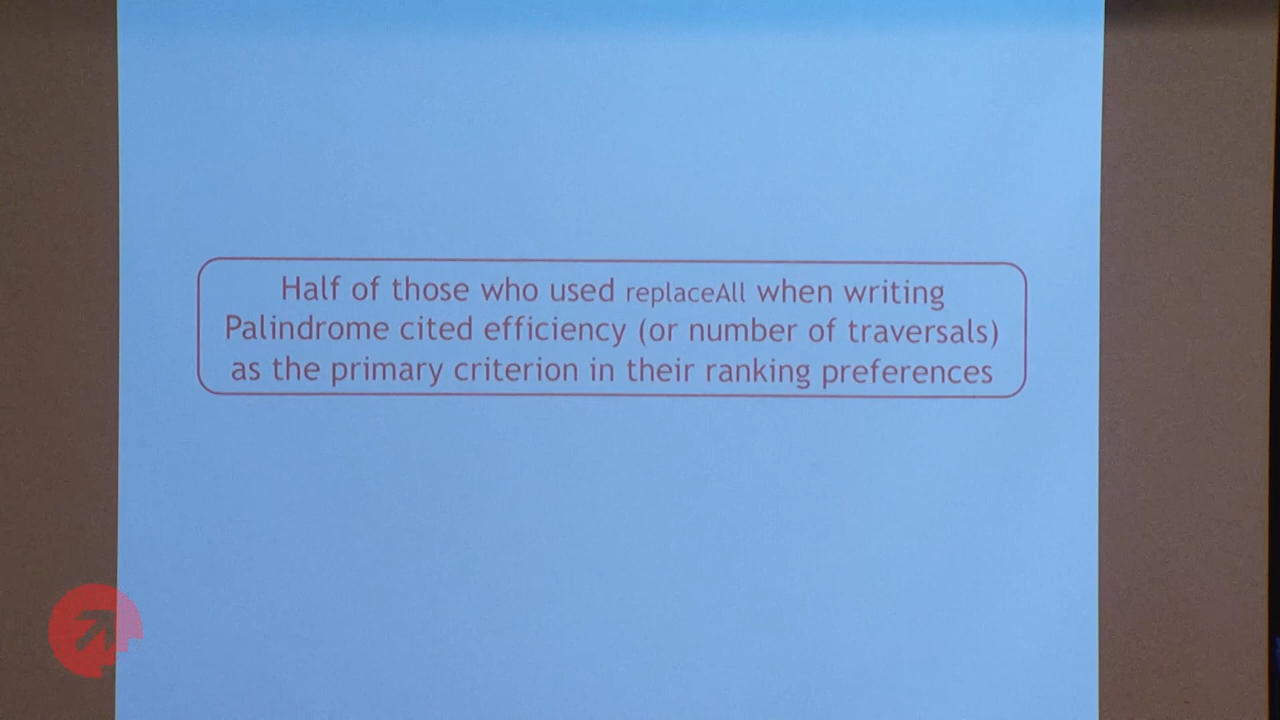 Half of those who used replaceAll when writing
Palindrome cited efficiency (or number of traversals)
as the primary criterion in their ranking preferences